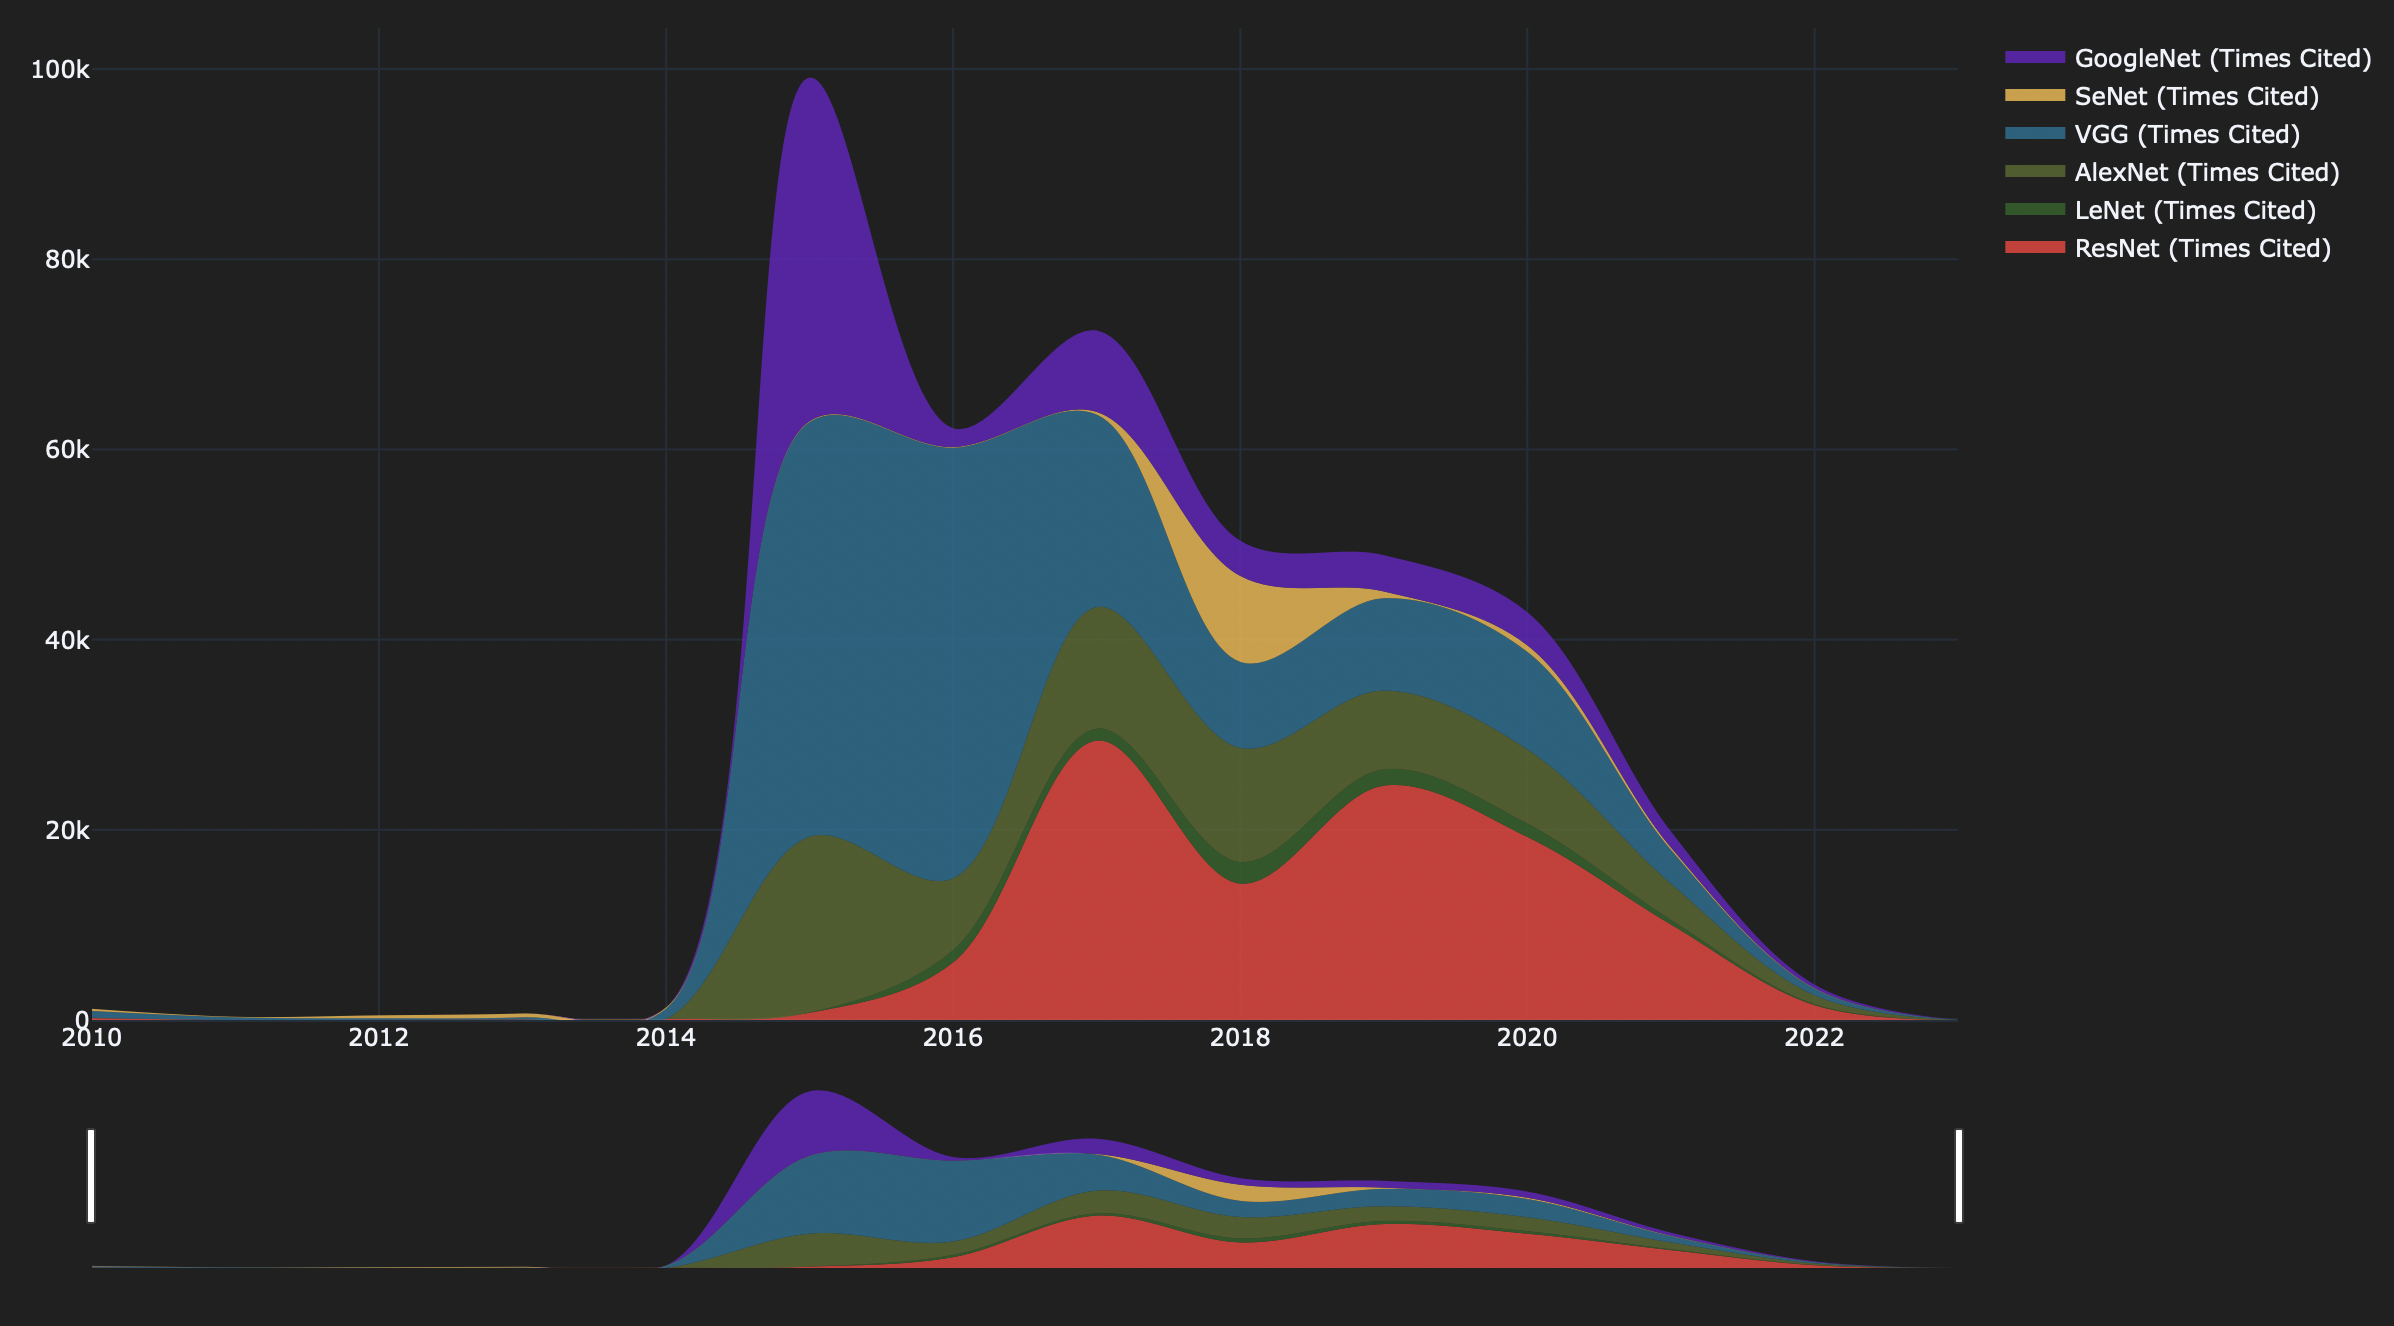 100k
80k
60k
40k
20k
0
2010 2012 2014 2016 2018 2020 2022
GoogleNet (Times Cited)
SeNet (Times Cited)
VGG (Times Cited)
AlexNet (Times Cited)
LeNet (Times Cited)
ResNet (Times Cited)